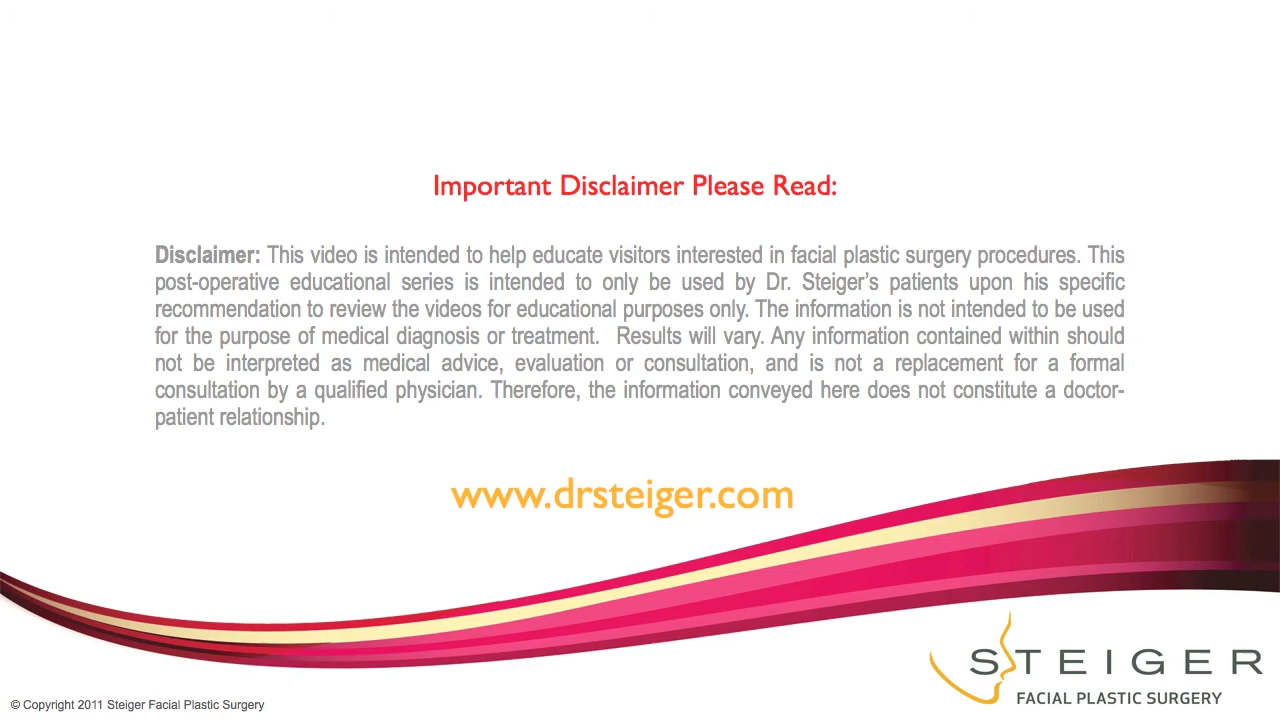 Important Disclaimer Please Read:
Disclaimer: This video is intended to help educate visitors interested in facial plastic surgery procedures. This
post-operative educational series is intended to only be used by Dr. Steiger’s patients upon his specific
recommendation to review the videos for educational purposes only. The information is not intended to be used
for the purpose of medical diagnosis or treatment.  Results will vary. Any information contained within should
not be interpreted as medical advice, evaluation or consultation, and is not a replacement for a formal
consultation by a qualified physician. Therefore, the information conveyed here does not constitute a doctor-
patient relationship.
www.drsteiger.com
STEIGER
FACIAL PLASTIC SURGERY
© Copyright 2011 Steiger Facial Plastic Surgery